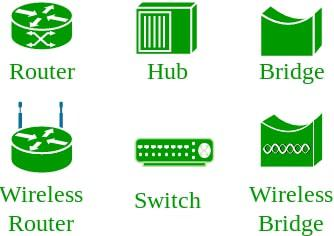 Router
Hub
Bridge
Wireless
Router
Switch
Wireless
Bridge